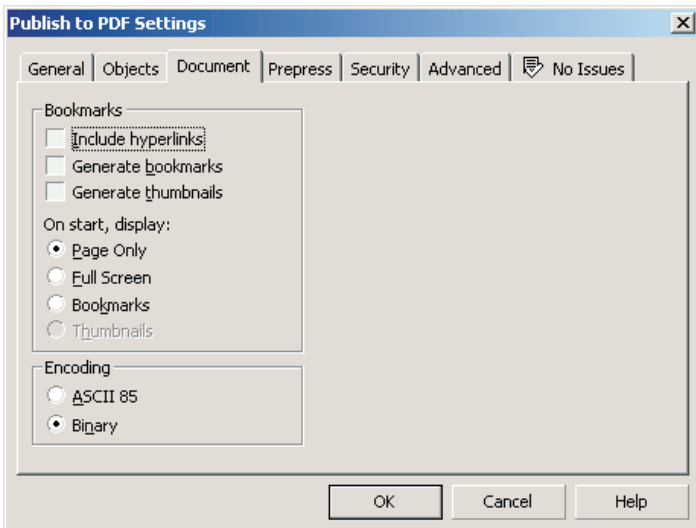 Publish to PDF Settings
General Objects Document Prepress Security Advanced No Issues
Bookmarks
Include hyperlinks
Generate bookmarks
Generate thumbnails
On start, display:
Page Only
Full Screen
Bookmarks
Thumbnails
Encoding
ASCII 85
Binary
OK Cancel Help